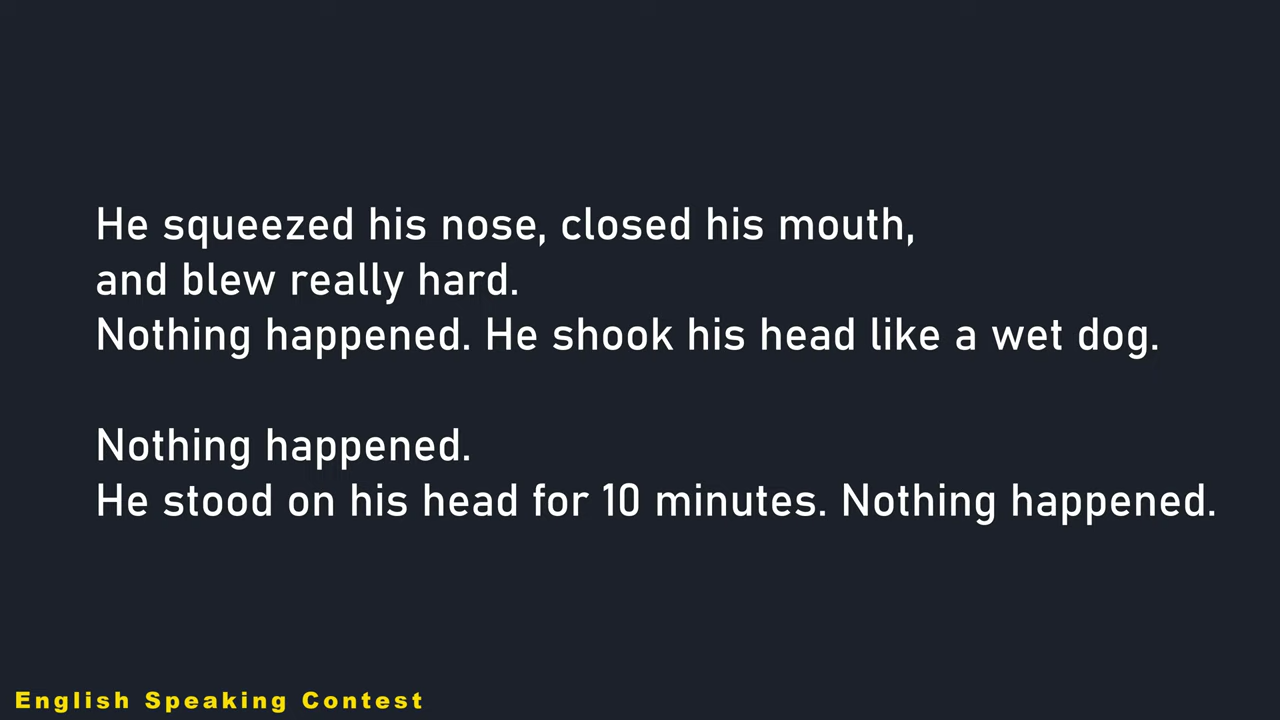 He squeezed his nose, closed his mouth,
and blew really hard.
Nothing happened. He shook his head like a wet dog.
Nothing happened.
He stood on his head for 10 minutes. Nothing happened.
English Speaking Contest